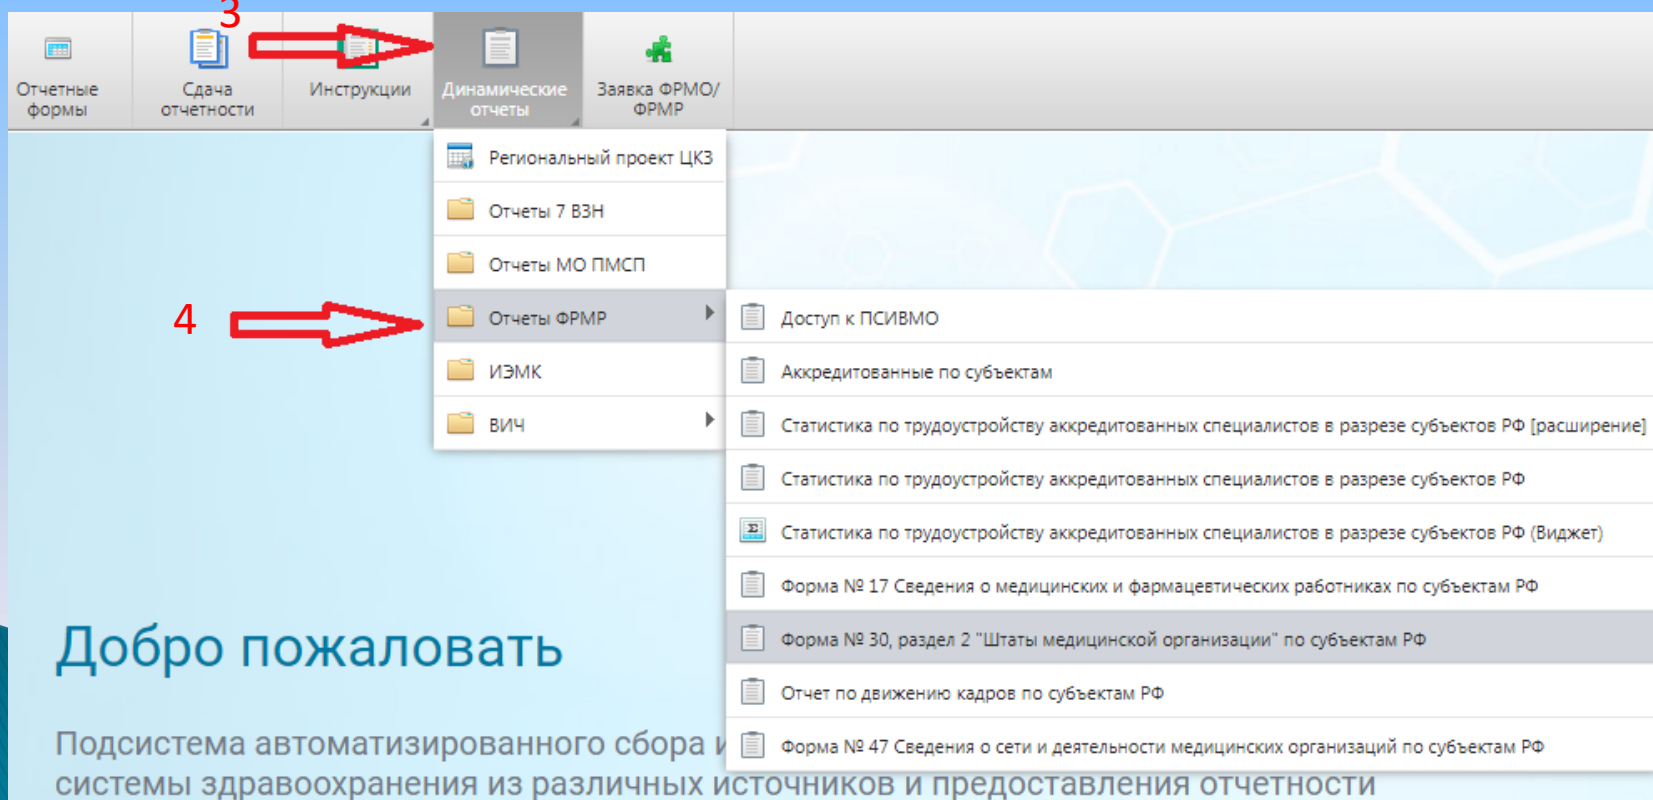 3
Отчетные
формы
Сдача
отчетности
Инструкции
Динамические
отчеты
Заявка ФРМО/
ФРМР
Региональный проект ЦКЗ
Отчеты 7 ВЗН
Отчеты МО ПМСП
4
Отчеты ФРМР
ИЭМК
ВИЧ
Доступ к ПСИВМО
Аккредитованные по субъектам
Статистика по трудоустройству аккредитованных специалистов в разрезе субъектов РФ [расширение]
Статистика по трудоустройству аккредитованных специалистов в разрезе субъектов РФ
Статистика по трудоустройству аккредитованных специалистов в разрезе субъектов РФ (Виджет)
Форма № 17 Сведения о медицинских и фармацевтических работниках по субъектам РФ
Форма № 30, раздел 2 "Штаты медицинской организации" по субъектам РФ
Отчет по движению кадров по субъектам РФ
Форма № 47 Сведения о сети и деятельности медицинских организаций по субъектам РФ
Добро пожаловать
Подсистема автоматизированного сбора и
системы здравоохранения из различных источников и предоставления отчетности